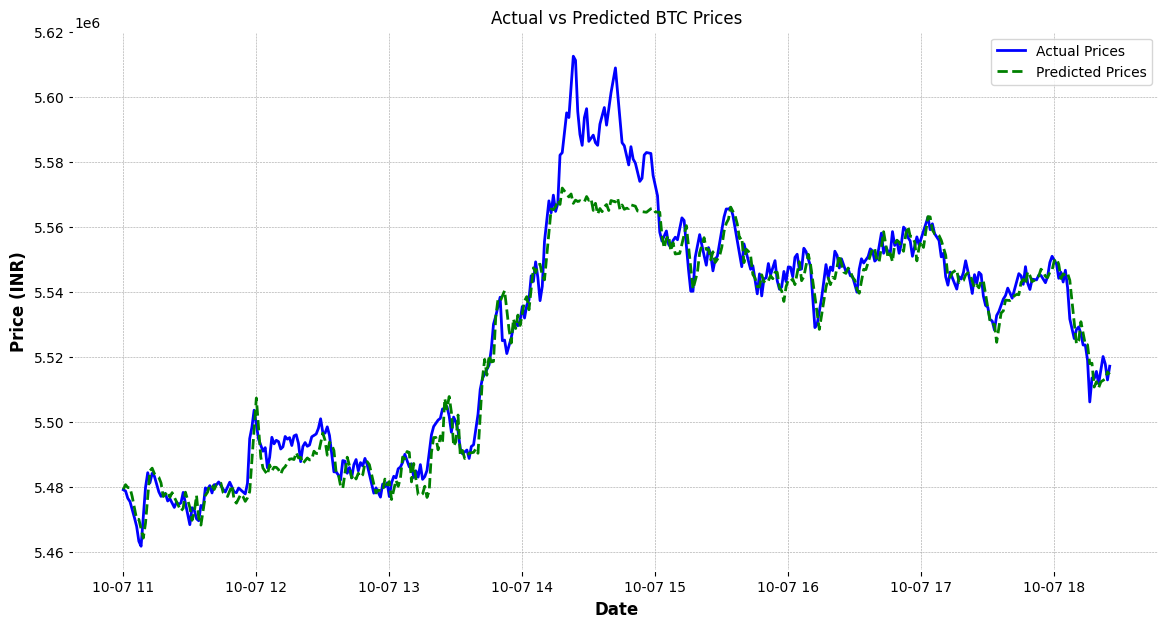 Actual vs Predicted BTC Prices
1e6
5.62
5.60
5.58
5.56
5.54
5.52
5.50
5.48
5.46
Price (INR)
Actual Prices
Predicted Prices
10-07 11
10-07 12
10-07 13
10-07 14
10-07 15
10-07 16
10-07 17
10-07 18
Date